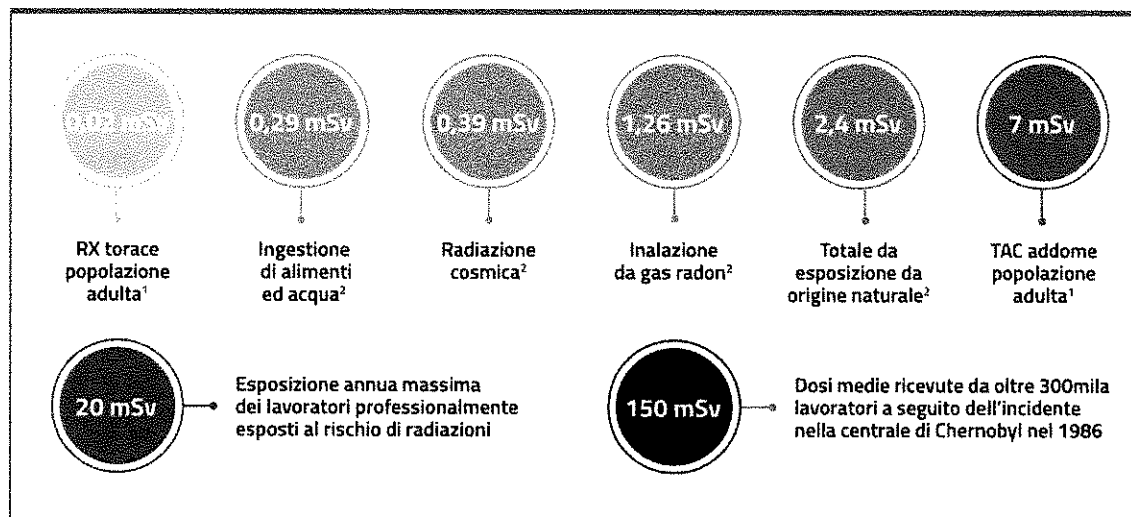 0,02 mSv
0,29 mSv
0,39 mSv
1,26 mSv
2,4 mSv
7 mSv
RX torace
popolazione
adulta¹
Ingestione
di alimenti
ed acqua²
Radiazione
cosmica²
Inalazione
da gas radon²
Totale da
esposizione da
origine naturale²
TAC addome
popolazione
adulta¹
20 mSv
Esposizione annua massima
dei lavoratori professionalmente
esposti al rischio di radiazioni
150 mSv
Dosi medie ricevute da oltre 300mila
lavoratori a seguito dell'incidente
nella centrale di Chernobyl nel 1986